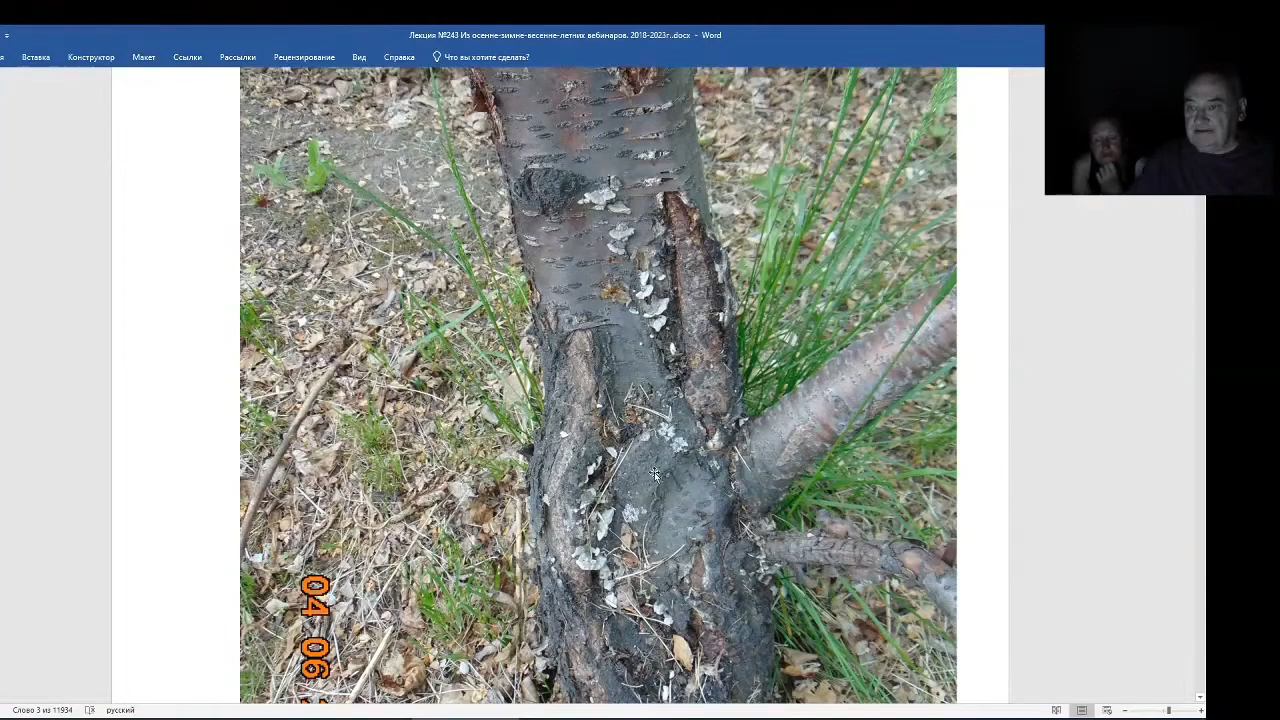 Лекция №243 Из осенне-зимне-весенне-летних вебинаров. 2018-2023г..docx - Word
я Вставка Конструктор Макет Ссылки Рассылки Рецензирование Вид Справка Что вы хотите сделать?
04 06
Слово 3 из 11934 русский